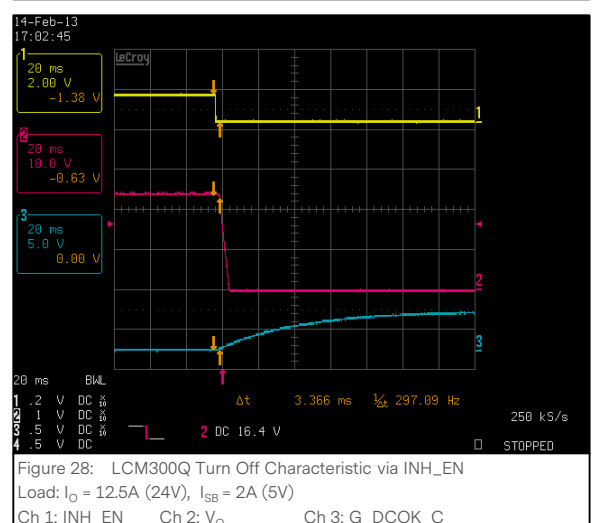 14-Feb-13
17:02:45
LeCroy
1
20 ms
2.00 V
-1.38 V
1
2
20 ms
10.0 V
-0.63 V
3
20 ms
5.0 V
0.00 V
2
3
20 ms BWL
1 .2 V DC X10
2 1 V DC X10
3 .5 V DC X10
4 .5 V DC
Δt 3.366 ms 1/Δt 297.09 Hz
2 DC 16.4 V
250 kS/s
STOPPED
Figure 28: LCM300Q Turn Off Characteristic via INH_EN
Load: IO = 12.5A (24V), ISB = 2A (5V)
Ch 1: INH_EN Ch 2: VO Ch 3: G_DCOK_C